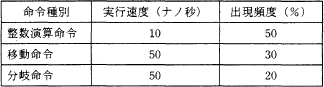 命令種別 実行速度（ナノ秒） 出現頻度（％）
整数演算命令 10 50
移動命令 50 30
分岐命令 50 20